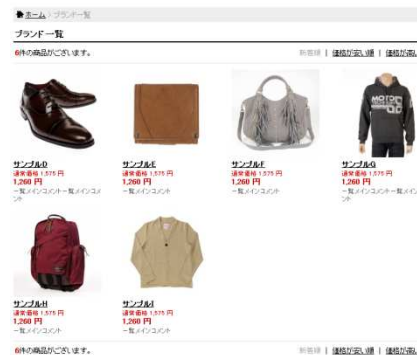 ホーム > ブランド一覧
ブランド一覧
6件の商品がございます。
新着順 | 価格が安い順 | 価格が高い
サンプルD
通常価格 1,575 円
1,260 円
一覧メインコメント一覧メインコメ
ント
サンプルE
通常価格 1,575 円
1,260 円
一覧メインコメント
サンプルF
通常価格 1,575 円
1,260 円
一覧メインコメント
サンプルG
通常価格 1,575 円
1,260 円
一覧メインコメント一覧メイン
ント
サンプルH
通常価格 1,575 円
1,260 円
一覧メインコメント
サンプルI
通常価格 1,575 円
1,260 円
一覧メインコメント
6件の商品がございます。
新着順 | 価格が安い順 | 価格が高い